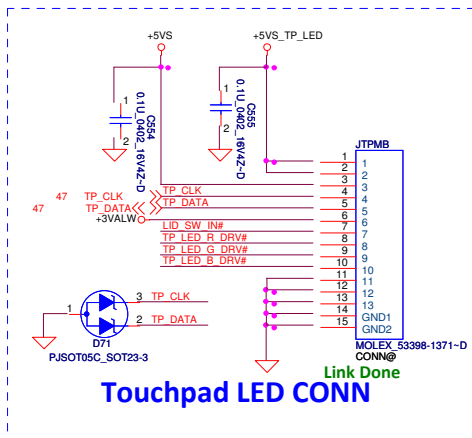 +5VS
+5VS_TP_LED
1
2
C554
0.1U_0402_16V4Z~D
1
2
C555
0.1U_0402_16V4Z~D
JTPMB
1 1
2 2
3 3
47 TP_CLK TP_CLK 4 4
47 TP_DATA TP_DATA 5 5
+3VALW 6 6
LID_SW_IN# 7 7
TP_LED_R_DRV# 8 8
TP_LED_G_DRV# 9 9
TP_LED_B_DRV# 10 10
11 11
12 12
13 13
14 GND1
15 GND2
MOLEX_53398-1371~D
CONN@
Link Done
1
3 TP_CLK
2 TP_DATA
D71
PJSOT05C_SOT23-3
Touchpad LED CONN